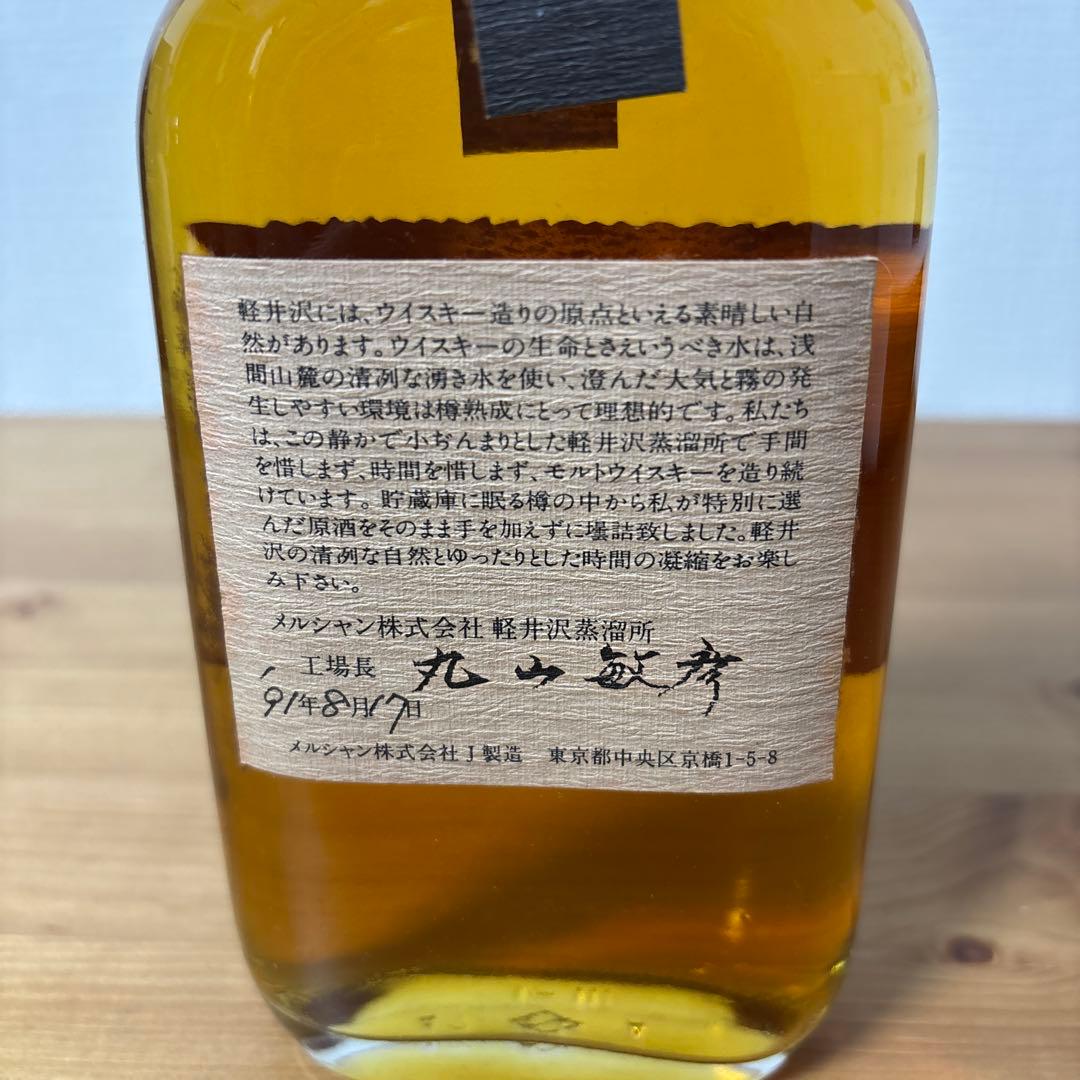 軽井沢には、ウイスキー造りの原点といえる素晴しい自
然があります。ウイスキーの生命とさえいうべき水は、浅
間山麓の清冽な湧き水を使い、澄んだ大気と霧の発
生しやすい環境は樽熟成にとって理想的です。私たち
は、この静かで小ぢんまりとした軽井沢蒸溜所で手間
を惜しまず、時間を惜しまず、モルトウイスキーを造り続
けています。貯蔵庫に眠る樽の中から私が特別に選
んだ原酒をそのまま手を加えずに壜詰致しました。軽井
沢の清冽な自然とゆったりとした時間の凝縮をお楽し
み下さい。
メルシャン株式会社 軽井沢蒸溜所
工場長 丸山敏彦
'91年8月17日
メルシャン株式会社 J 製造 東京都中央区京橋1-5-8